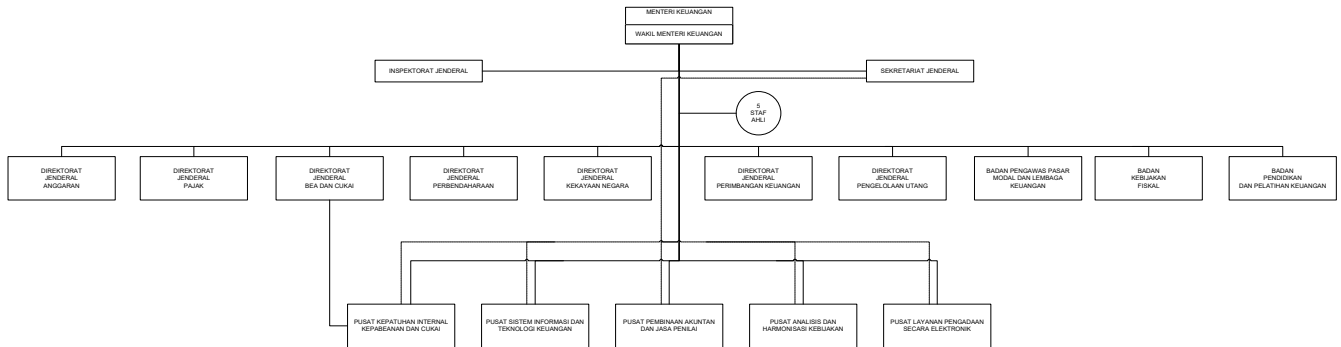 MENTERI KEUANGAN
WAKIL MENTERI KEUANGAN
INSPEKTORAT JENDERAL
SEKRETARIAT JENDERAL
5
STAF
AHLI
DIREKTORAT
JENDERAL
ANGGARAN
DIREKTORAT
JENDERAL
PAJAK
DIREKTORAT
JENDERAL
BEA DAN CUKAI
DIREKTORAT
JENDERAL
PERBENDAHARAAN
DIREKTORAT
JENDERAL
KEKAYAAN NEGARA
DIREKTORAT
JENDERAL
PERIMBANGAN KEUANGAN
DIREKTORAT
JENDERAL
PENGELOLAAN UTANG
BADAN PENGAWAS PASAR
MODAL DAN LEMBAGA
KEUANGAN
BADAN
KEBIJAKAN
FISKAL
BADAN
PENDIDIKAN
DAN PELATIHAN KEUANGAN
PUSAT KEPATUHAN INTERNAL
KEPABEANAN DAN CUKAI
PUSAT SISTEM INFORMASI DAN
TEKNOLOGI KEUANGAN
PUSAT PEMBINAAN AKUNTAN
DAN JASA PENILAI
PUSAT ANALISIS DAN
HARMONISASI KEBIJAKAN
PUSAT LAYANAN PENGADAAN
SECARA ELEKTRONIK